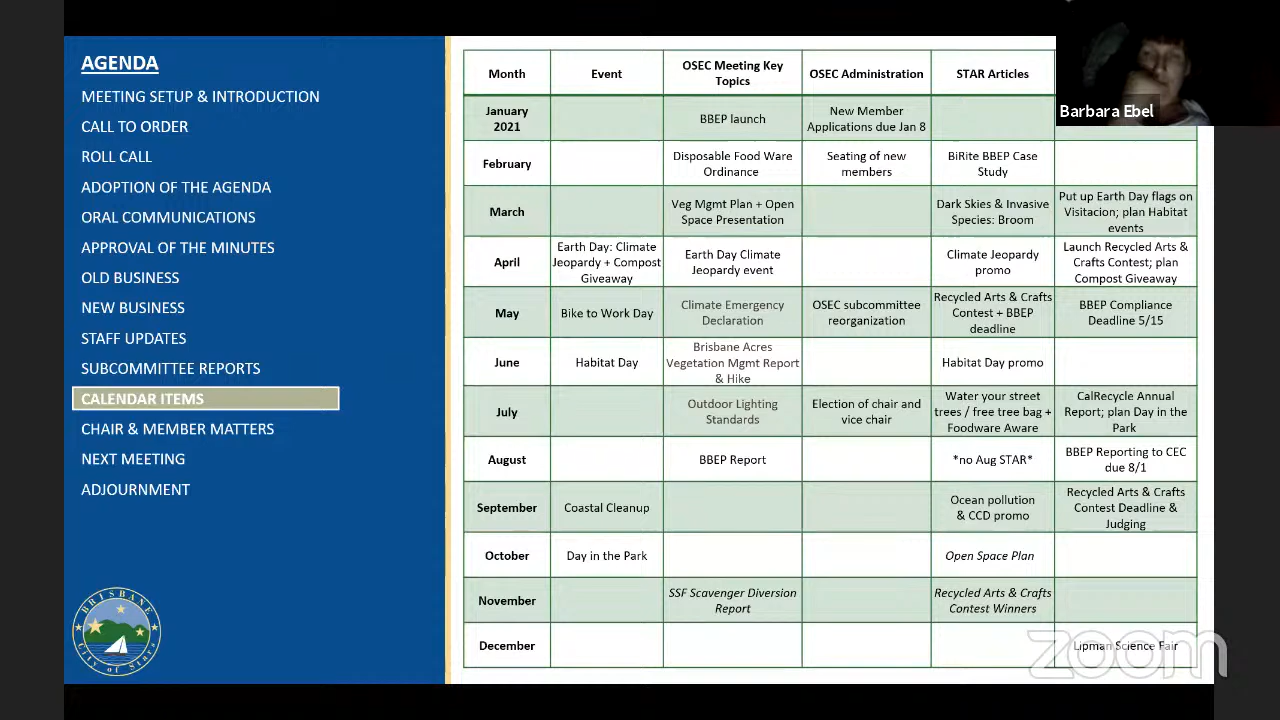 AGENDA
MEETING SETUP & INTRODUCTION
CALL TO ORDER
ROLL CALL
ADOPTION OF THE AGENDA
ORAL COMMUNICATIONS
APPROVAL OF THE MINUTES
OLD BUSINESS
NEW BUSINESS
STAFF UPDATES
SUBCOMMITTEE REPORTS
CALENDAR ITEMS
CHAIR & MEMBER MATTERS
NEXT MEETING
ADJOURNMENT
BRISBANE
City of Stars
Month
Event
OSEC Meeting Key
Topics
OSEC Administration
STAR Articles
Barbara Ebel
January
2021
BBEP launch
New Member
Applications due Jan 8
February
Disposable Food Ware
Ordinance
Seating of new
members
BiRite BBEP Case
Study
March
Veg Mgmt Plan + Open
Space Presentation
Dark Skies & Invasive
Species: Broom
Put up Earth Day flags on
Visitacion; plan Habitat
events
April
Earth Day: Climate
Jeopardy + Compost
Giveaway
Earth Day Climate
Jeopardy event
Climate Jeopardy
promo
Launch Recycled Arts &
Crafts Contest; plan
Compost Giveaway
May
Bike to Work Day
Climate Emergency
Declaration
OSEC subcommittee
reorganization
Recycled Arts & Crafts
Contest + BBEP
deadline
BBEP Compliance
Deadline 5/15
June
Habitat Day
Brisbane Acres
Vegetation Mgmt Report
& Hike
Habitat Day promo
July
Outdoor Lighting
Standards
Election of chair and
vice chair
Water your street
trees / free tree bag +
Foodware Aware
CalRecycle Annual
Report; plan Day in the
Park
August
BBEP Report
*no Aug STAR*
BBEP Reporting to CEC
due 8/1
September
Coastal Cleanup
Ocean pollution
& CCD promo
Recycled Arts & Crafts
Contest Deadline &
Judging
October
Day in the Park
Open Space Plan
November
SSF Scavenger Diversion
Report
Recycled Arts & Crafts
Contest Winners
December
Lipman Science Fair
zoom